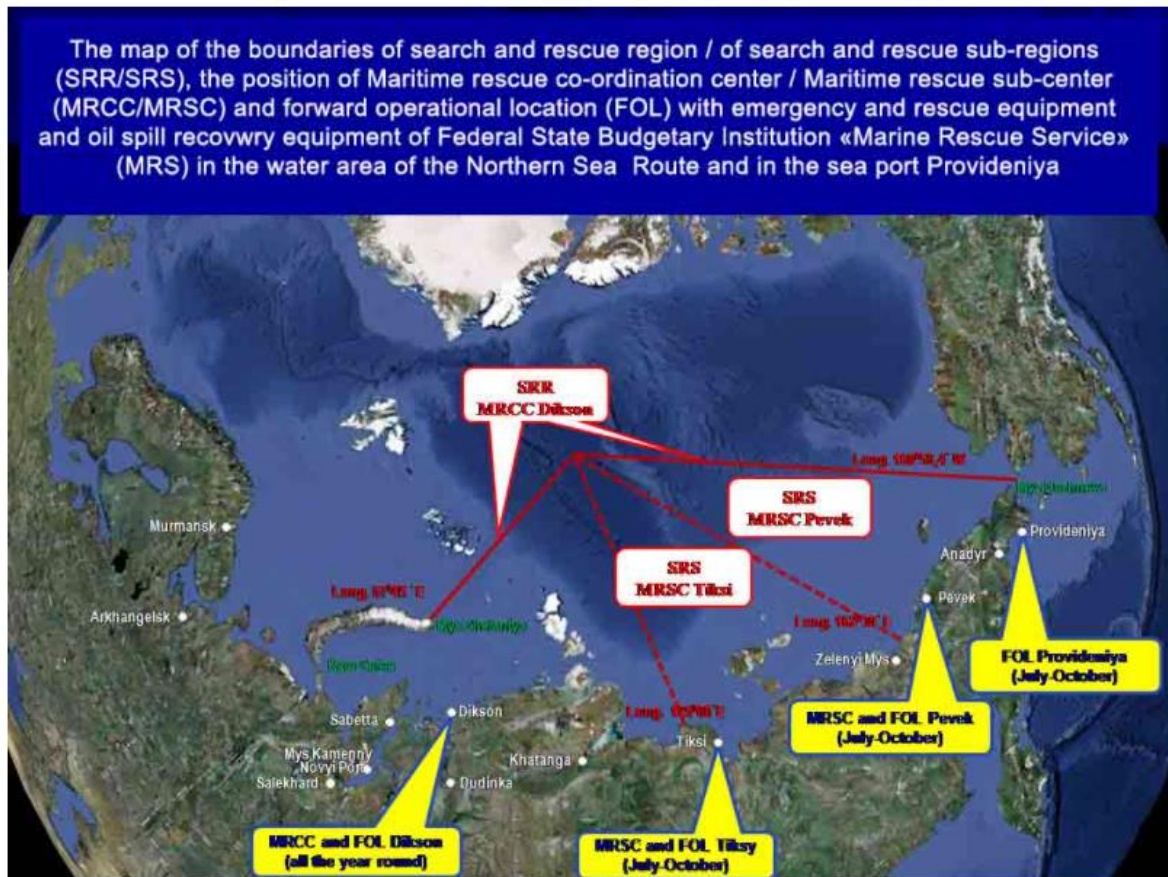 The map of the boundaries of search and rescue region / of search and rescue sub-regions
(SRR/SRS), the position of Maritime rescue co-ordination center / Maritime rescue sub-center
(MRCC/MRSC) and forward operational location (FOL) with emergency and rescue equipment
and oil spill recovwry equipment of Federal State Budgetary Institution «Marine Rescue Service»
(MRS) in the water area of the Northern Sea Route and in the sea port Provideniya
SRR
MRCC Dikson
Long.
SRS
MRSC Pevek
Murmansk
Provideniya
Anadyr
SRS
MRSC Tiksi
Long. E
Pevek
Arkhangelsk
Mys
Long.
Zelenyi Mys
FOL Provideniya
(July-October)
Dikson
Long. E
MRSC and FOL Pevek
(July-October)
Sabetta
Tiksi
Mys Kamenny
Novyi Port
Khatanga
Salekhard
Dudinka
MRCC and FOL Dikson
(all the year round)
MRSC and FOL Tiksy
(July-October)